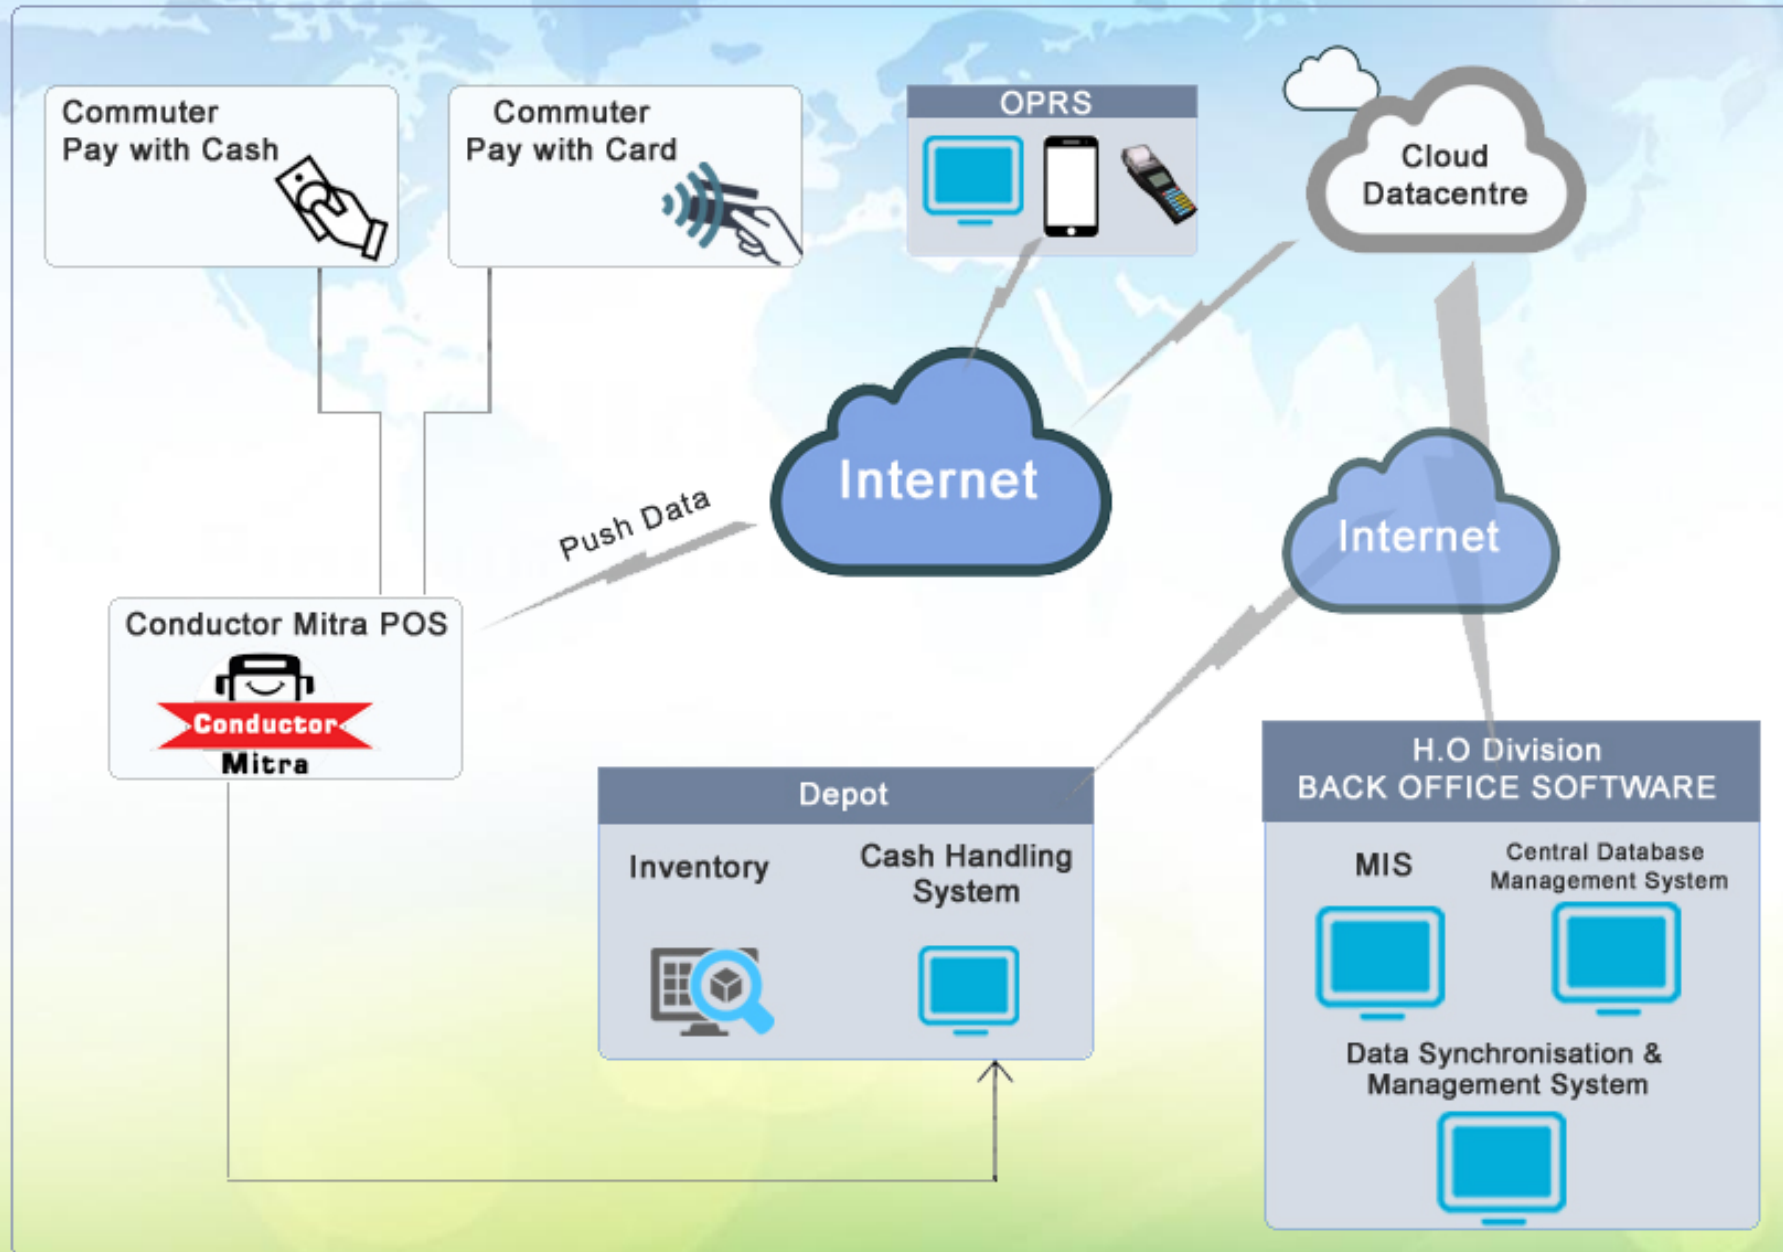 Commuter
Pay with Cash
Commuter
Pay with Card
OPRS
Cloud
Datacentre
Internet
Push Data
Internet
Conductor Mitra POS
Conductor
Mitra
Depot
Inventory
Cash Handling
System
H.O Division
BACK OFFICE SOFTWARE
MIS
Central Database
Management System
Data Synchronisation &
Management System